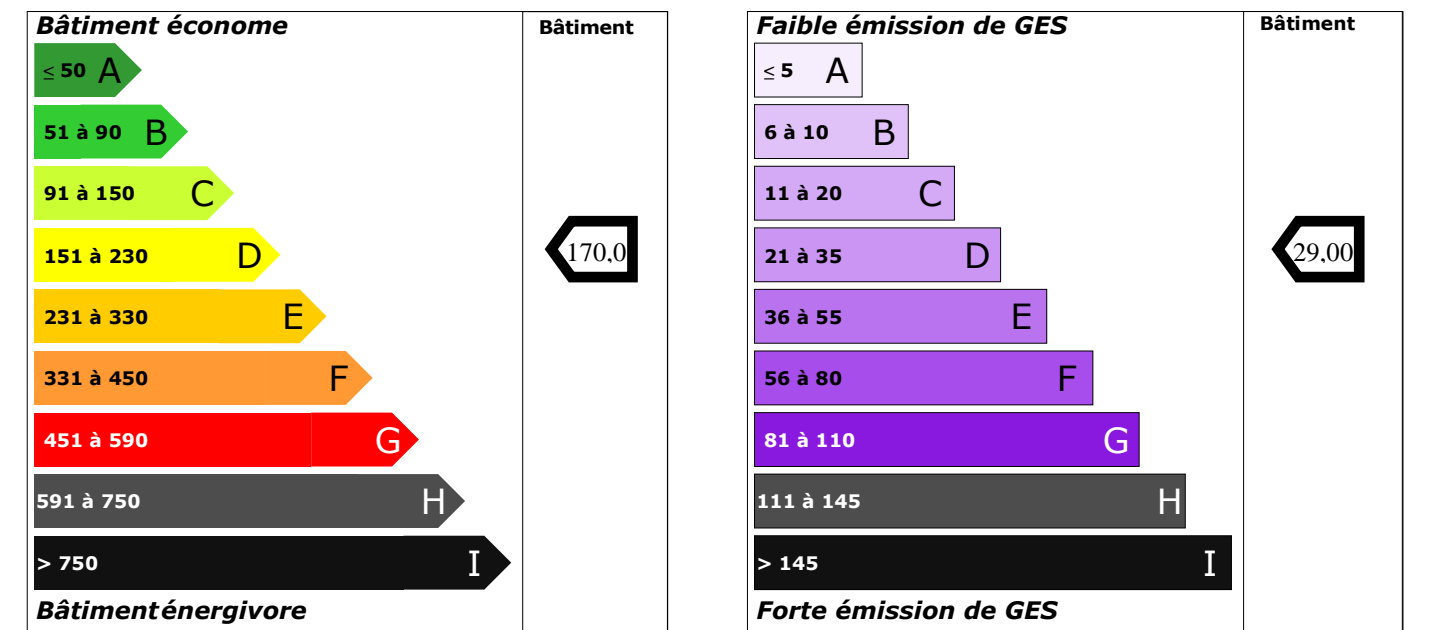 Bâtiment économe
Bâtiment
≤ 50 A
51 à 90 B
91 à 150 C
151 à 230 D
170,0
231 à 330 E
331 à 450 F
451 à 590 G
591 à 750 H
> 750 I
Bâtiment énergivore
Faible émission de GES
Bâtiment
≤ 5 A
6 à 10 B
11 à 20 C
21 à 35 D
29,00
36 à 55 E
56 à 80 F
81 à 110 G
111 à 145 H
> 145 I
Forte émission de GES